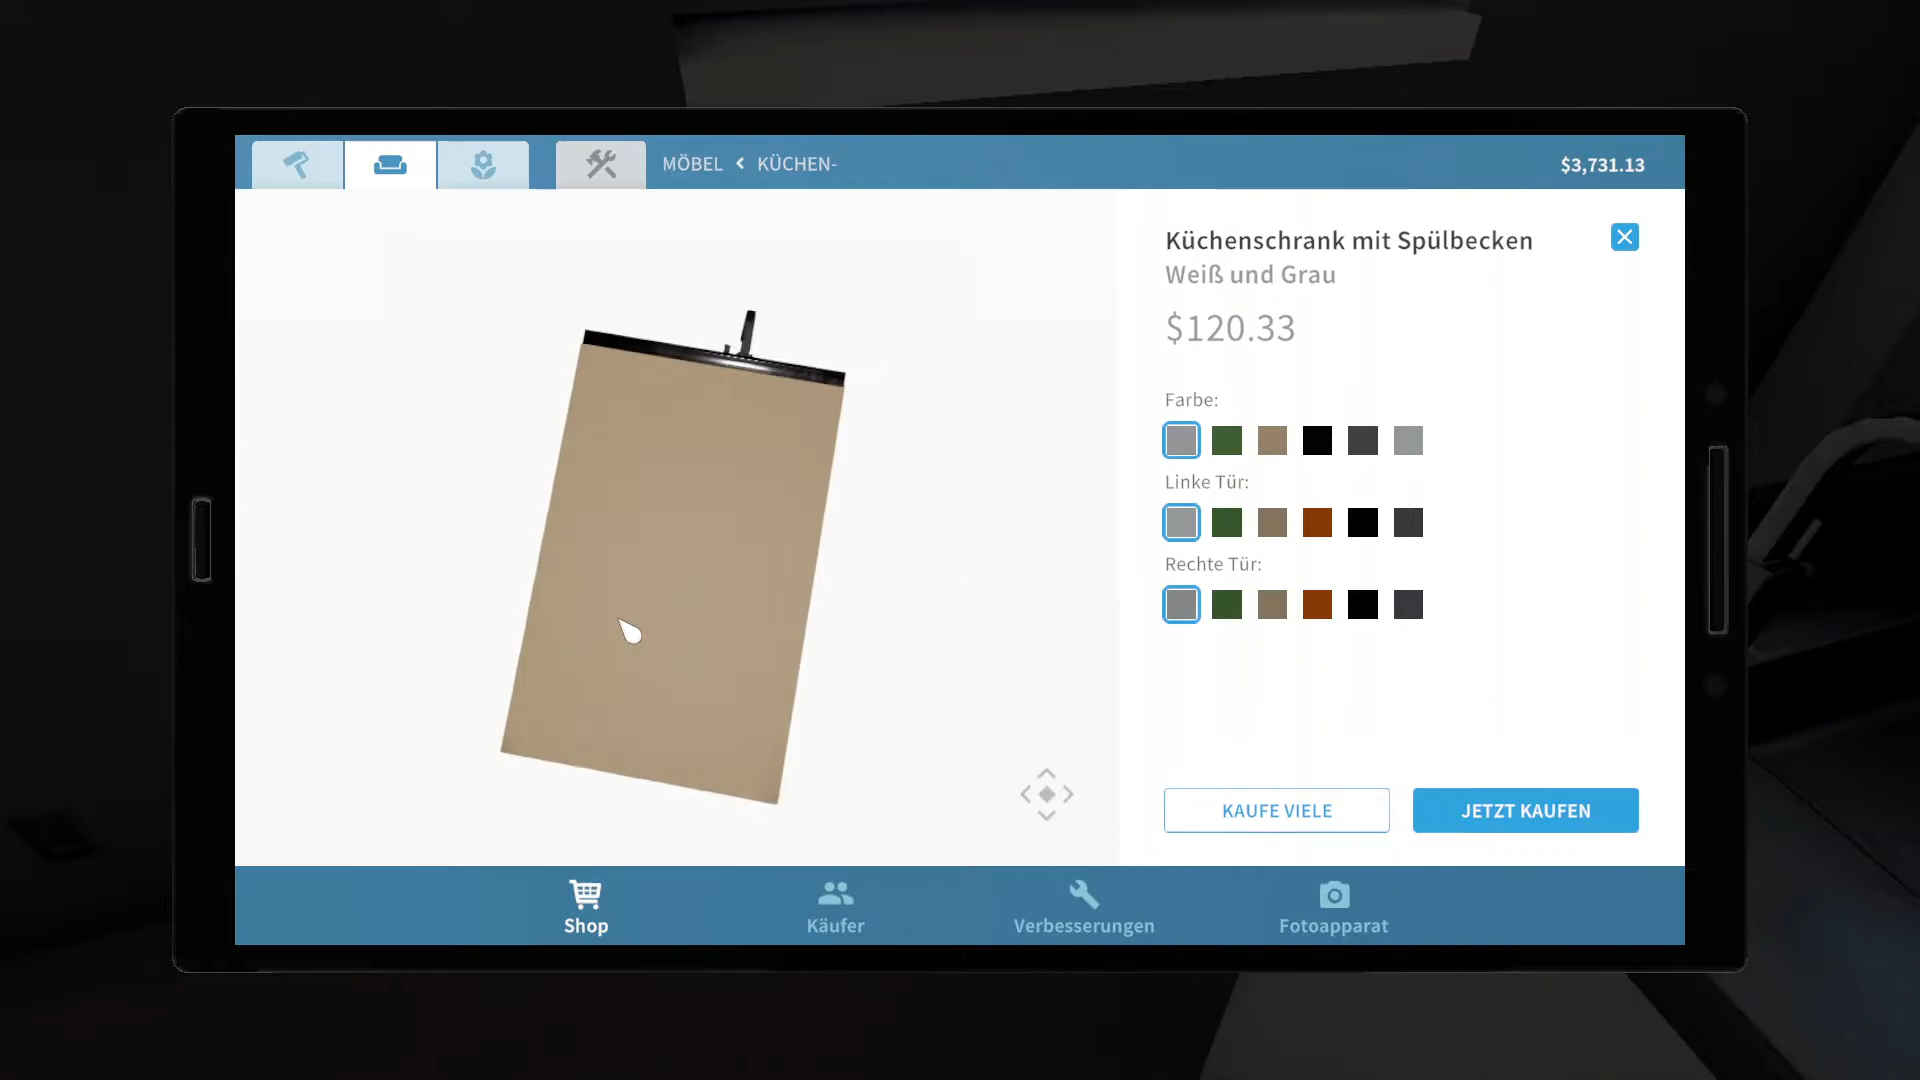 MÖBEL < KÜCHEN-
$3,731.13
Küchenschrank mit Spülbecken
Weiß und Grau
$120.33
Farbe:
Linke Tür:
Rechte Tür:
KAUFE VIELE
JETZT KAUFEN
Shop
Käufer
Verbesserungen
Fotoapparat